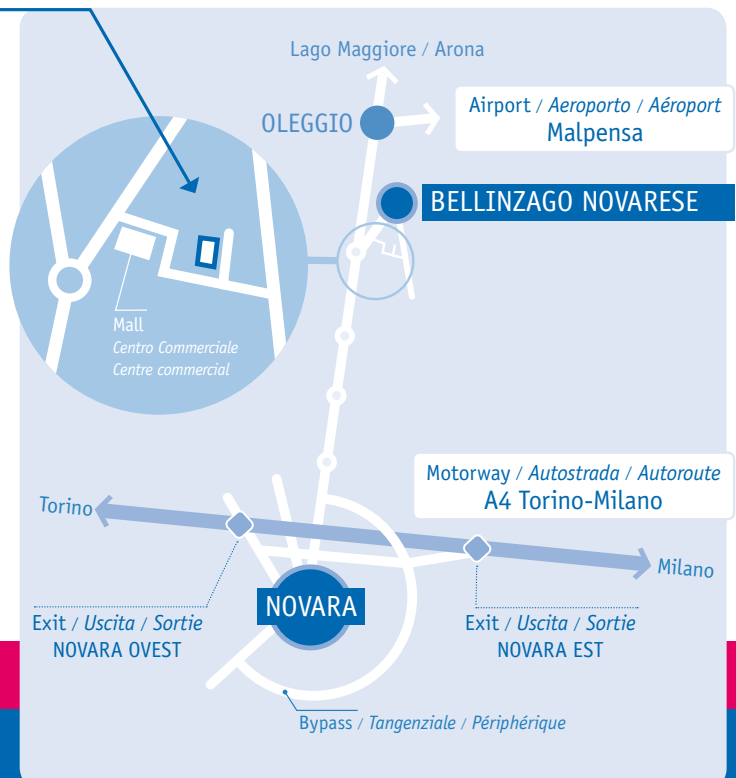 Lago Maggiore / Arona
OLEGGIO
Airport / Aeroporto / Aéroport
Malpensa
BELLINZAGO NOVARESE
Mall
Centro Commerciale
Centre commercial
Motorway / Autostrada / Autoroute
A4 Torino-Milano
Torino
Milano
NOVARA
Exit / Uscita / Sortie
NOVARA OVEST
Exit / Uscita / Sortie
NOVARA EST
Bypass / Tangenziale / Périphérique